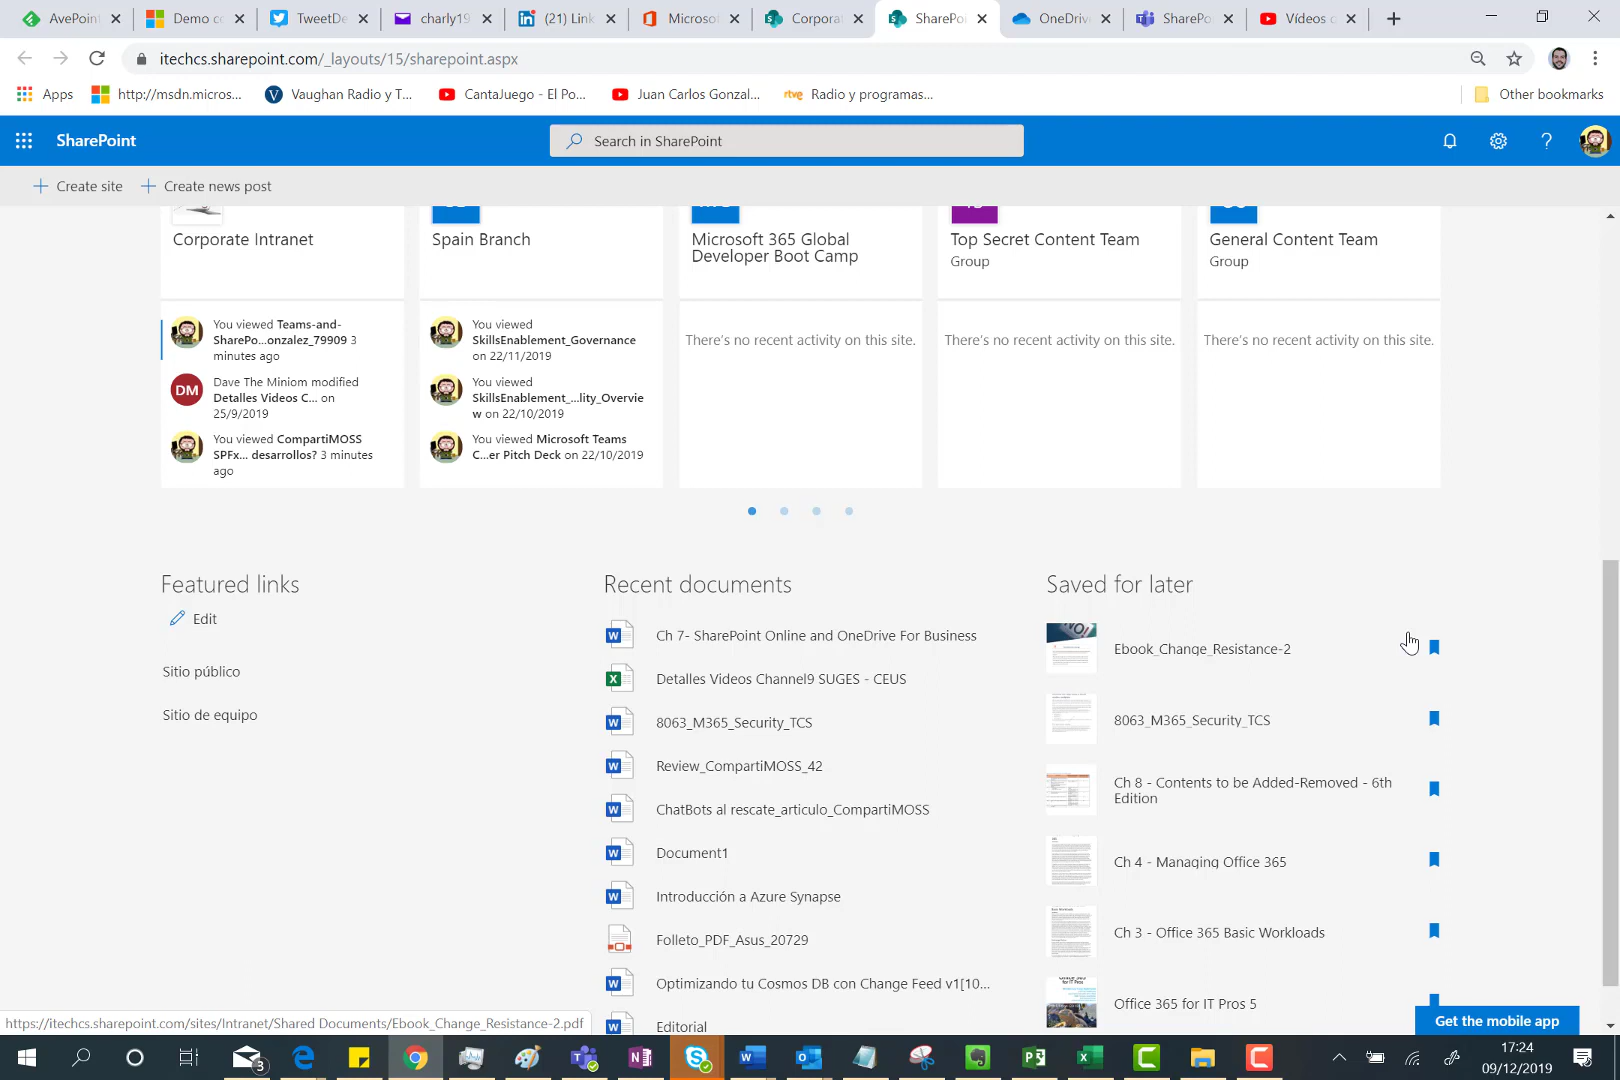 AvePoint
Demo co
TweetDe
charly19
(21) Link
Microsof
Corpora
SharePoi
OneDriv
SharePo
Vídeos c
itechcs.sharepoint.com/_layouts/15/sharepoint.aspx
Apps
http://msdn.micros...
Vaughan Radio y T...
CantaJuego - El Po...
Juan Carlos Gonzal...
rtve
Radio y programas...
Other bookmarks
SharePoint
Search in SharePoint
Create site
Create news post
Corporate Intranet
Spain Branch
Microsoft 365 Global
Developer Boot Camp
Top Secret Content Team
Group
General Content Team
Group
You viewed Teams-and-
SharePo...onzalez_79909 3
minutes ago
DM
Dave The Miniom modified
Detalles Videos C... on
25/9/2019
You viewed CompartiMOSS
SPFx... desarrollos? 3 minutes
ago
You viewed
SkillsEnablement_Governance
on 22/11/2019
You viewed
SkillsEnablement_...lity_Overvie
w on 22/10/2019
You viewed Microsoft Teams
C...er Pitch Deck on 22/10/2019
There's no recent activity on this site.
There's no recent activity on this site.
There's no recent activity on this site.
Featured links
Edit
Sitio público
Sitio de equipo
Recent documents
Ch 7- SharePoint Online and OneDrive For Business
Detalles Videos Channel9 SUGES - CEUS
8063_M365_Security_TCS
Review_CompartiMOSS_42
ChatBots al rescate_articulo_CompartiMOSS
Document1
Introducción a Azure Synapse
Folleto_PDF_Asus_20729
Optimizando tu Cosmos DB con Change Feed v1[10...
Editorial
Saved for later
Ebook_Change_Resistance-2
8063_M365_Security_TCS
Ch 8 - Contents to be Added-Removed - 6th
Edition
Ch 4 - Managing Office 365
Ch 3 - Office 365 Basic Workloads
Office 365 for IT Pros 5
Get the mobile app
https://itechcs.sharepoint.com/sites/Intranet/Shared Documents/Ebook_Change_Resistance-2.pdf
3
17:24
09/12/2019